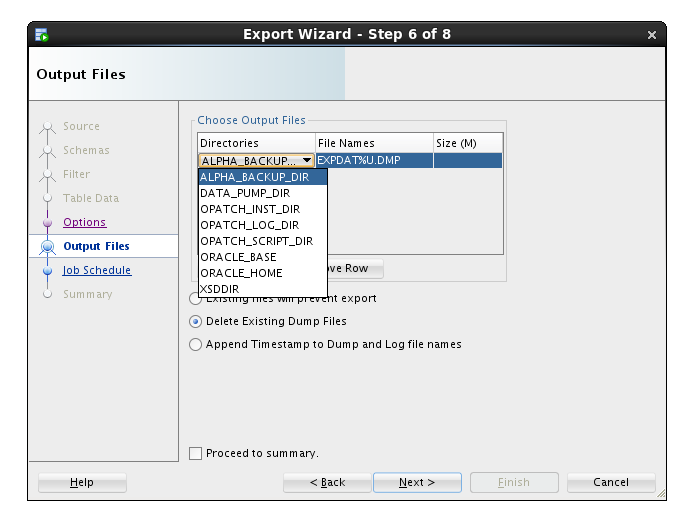 Export Wizard - Step 6 of 8
Output Files
Source
Schemas
Filter
Table Data
Options
Output Files
Job Schedule
Summary
Choose Output Files
Directories File Names Size (M)
ALPHA_BACKUP... EXPDAT%U.DMP
ALPHA_BACKUP_DIR
DATA_PUMP_DIR
OPATCH_INST_DIR
OPATCH_LOG_DIR
OPATCH_SCRIPT_DIR
ORACLE_BASE
ORACLE_HOME
XSDDIR
Row
Existing files will prevent export
Delete Existing Dump Files
Append Timestamp to Dump and Log file names
Proceed to summary.
Help
< Back
Next >
Finish
Cancel